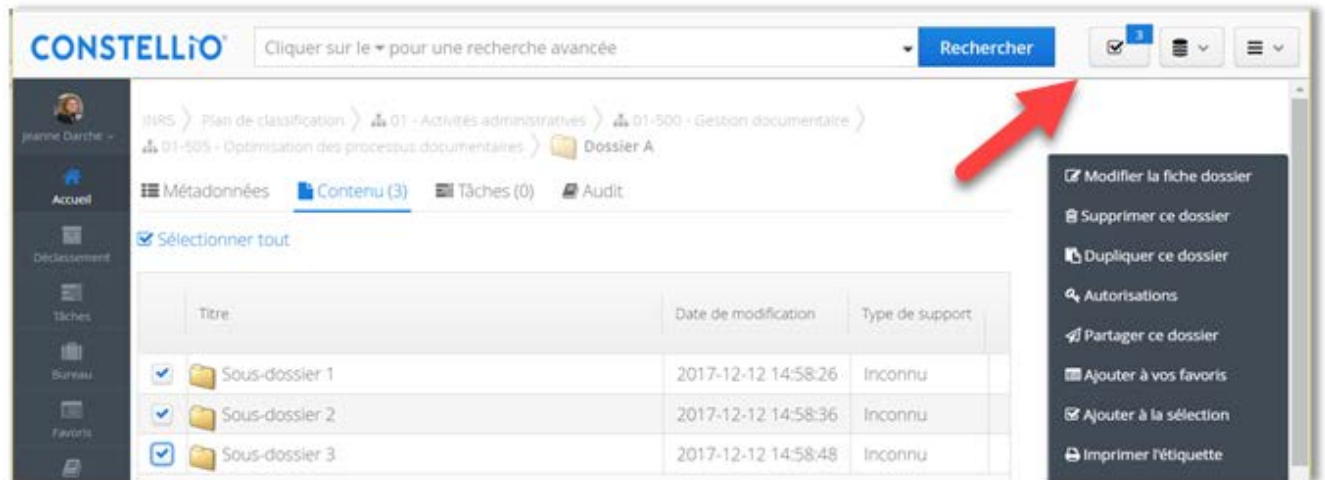 CONSTELLiO
Cliquer sur le ▾ pour une recherche avancée
Rechercher
3
Jeanne Darche
INRS 〉 Plan de classification 〉 01 - Activités administratives 〉 01-500 - Gestion documentaire 〉
01-505 - Optimisation des processus documentaires 〉 Dossier A
Métadonnées Contenu (3) Tâches (0) Audit
Sélectionner tout
Accueil
Déclassement
Tâches
Bureau
Favoris
Titre Date de modification Type de support
Sous-dossier 1 2017-12-12 14:58:26 Inconnu
Sous-dossier 2 2017-12-12 14:58:36 Inconnu
Sous-dossier 3 2017-12-12 14:58:48 Inconnu
Modifier la fiche dossier
Supprimer ce dossier
Dupliquer ce dossier
Autorisations
Partager ce dossier
Ajouter à vos favoris
Ajouter à la sélection
Imprimer l'étiquette